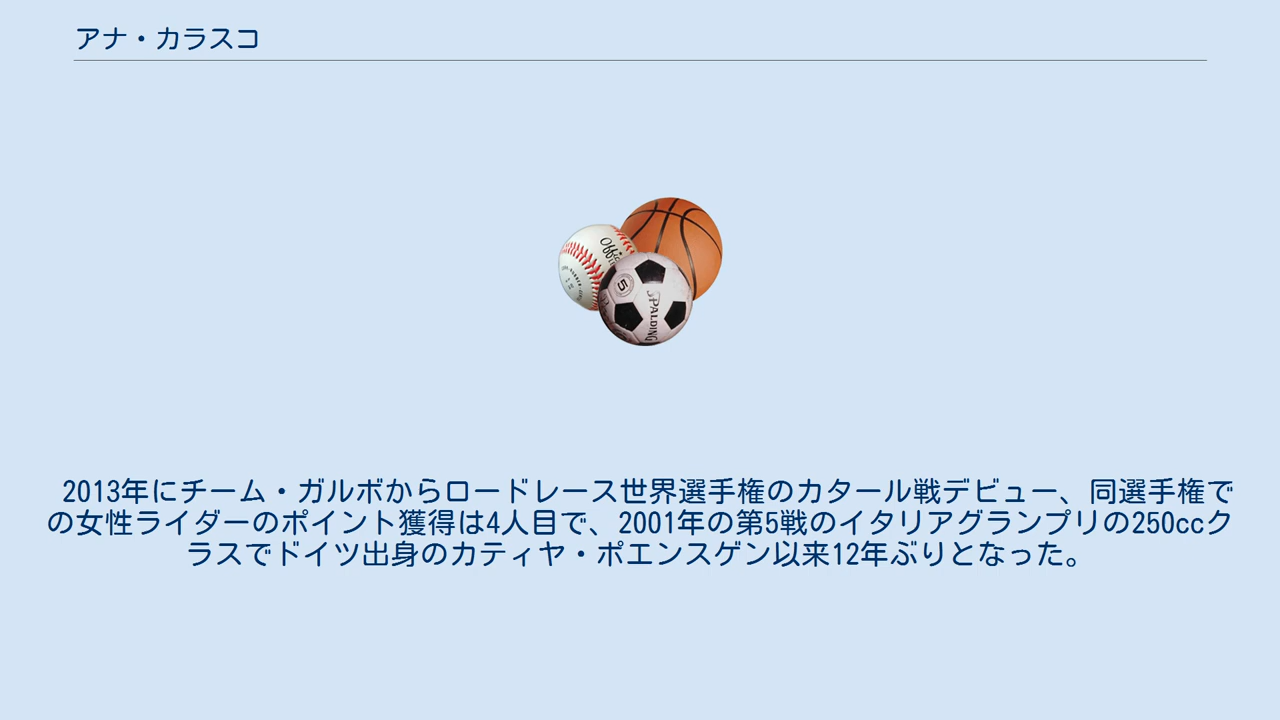 アナ・カラスコ
Offic
5
SPALDING
2013年にチーム・ガルボからロードレース世界選手権のカタール戦デビュー、同選手権で
の女性ライダーのポイント獲得は4人目で、2001年の第5戦のイタリアグランプリの250ccク
ラスでドイツ出身のカティヤ・ポエンスゲン以来12年ぶりとなった。